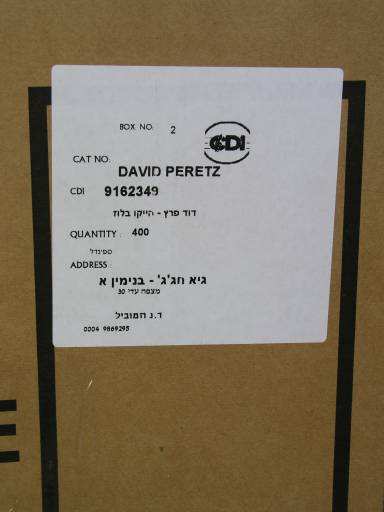 BOX NO: 2
CDI
CAT NO:
DAVID PERETZ
CDI 9162349
דוד פרץ - הייקו בלוז
QUANTITY : 400
ספינדל
ADDRESS :
גיא חג'ג' - בנימין א
מצפה עדי 30
ד.נ המוביל
0004 9869295